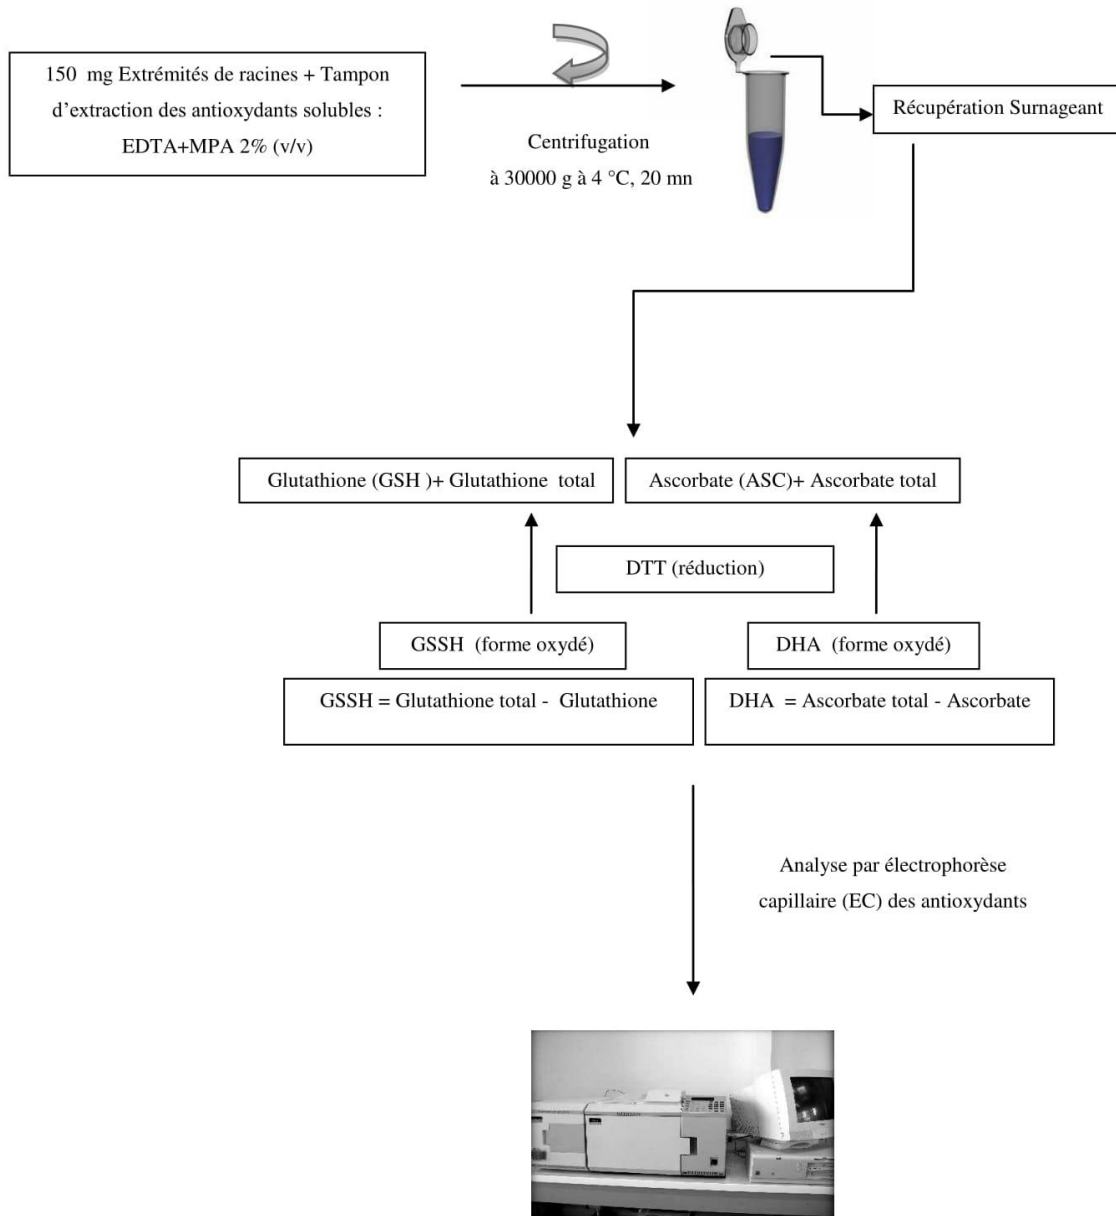 150 mg Extrémités de racines + Tampon
d'extraction des antioxydants solubles :
EDTA+MPA 2% (v/v)
Centrifugation
à 30000 g à 4 °C, 20 mn
Récupération Surnageant
Glutathione (GSH )+ Glutathione total
Ascorbate (ASC)+ Ascorbate total
DTT (réduction)
GSSH (forme oxydé)
DHA (forme oxydé)
GSSH = Glutathione total - Glutathione
DHA = Ascorbate total - Ascorbate
Analyse par électrophorèse
capillaire (EC) des antioxydants